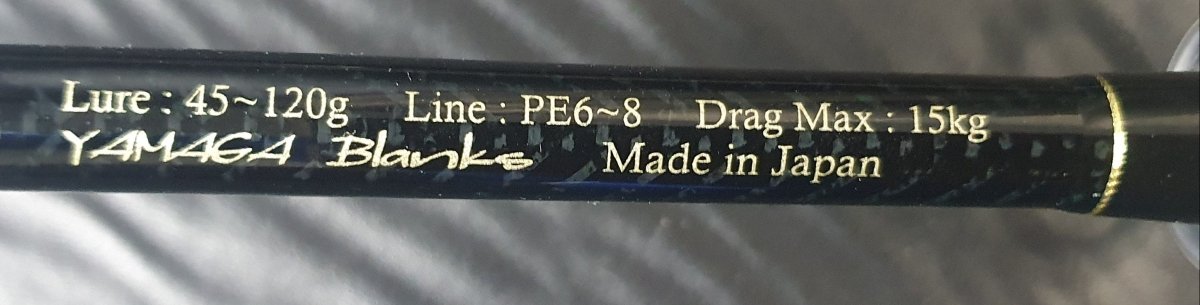 Lure : 45~120g Line : PE6~8 Drag Max : 15kg
YAMAGA Blanks Made in Japan